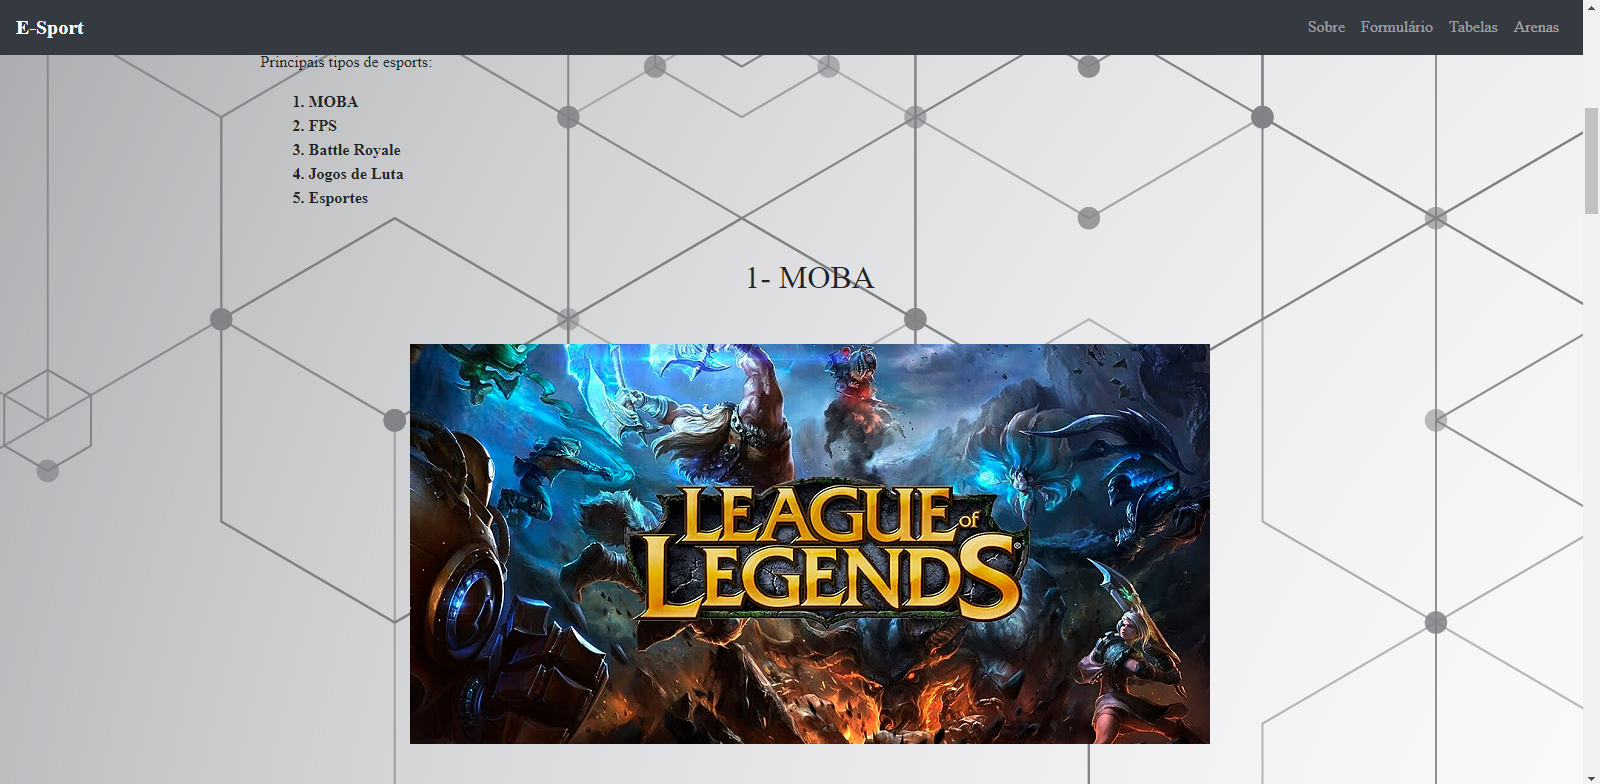 E-Sport
Sobre Formulário Tabelas Arenas
Principais tipos de esports:
1. MOBA
2. FPS
3. Battle Royale
4. Jogos de Luta
5. Esportes
1- MOBA
LEAGUE of
LEGENDS®